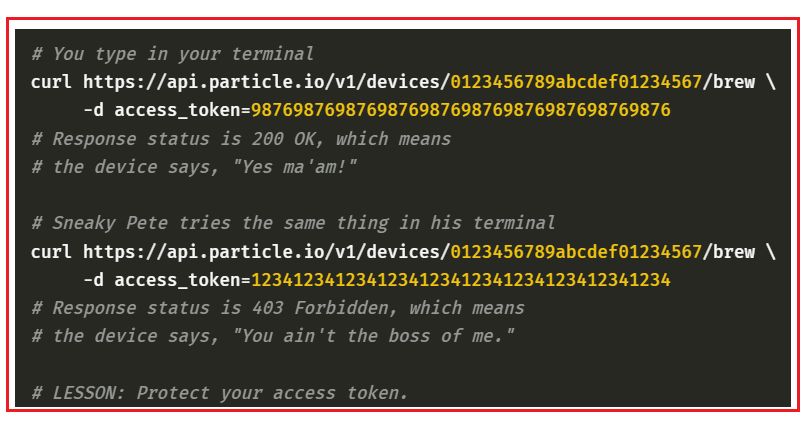 # You type in your terminal
curl https://api.particle.io/v1/devices/0123456789abcdef01234567/brew \
     -d access_token=9876987698769876987698769876987698769876
# Response status is 200 OK, which means
# the device says, "Yes ma'am!"

# Sneaky Pete tries the same thing in his terminal
curl https://api.particle.io/v1/devices/0123456789abcdef01234567/brew \
     -d access_token=1234123412341234123412341234123412341234
# Response status is 403 Forbidden, which means
# the device says, "You ain't the boss of me."

# LESSON: Protect your access token.